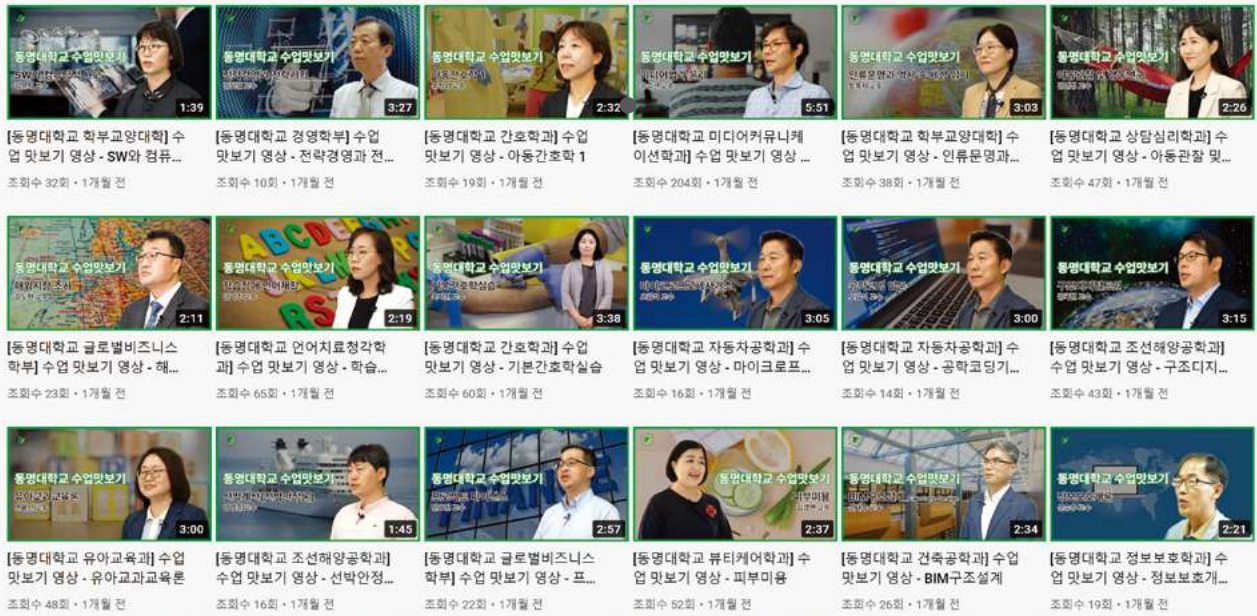 동명대학교 수업맛보기
1:39
동명대학교 수업맛보기
3:27
동명대학교 수업맛보기
2:32
동명대학교 수업맛보기
5:51
동명대학교 수업맛보기
3:03
동명대학교 수업맛보기
2:26
[동명대학교 학부교양대학] 수
업 맛보기 영상 - SW와 컴퓨...
조회수 32회 • 1개월 전
[동명대학교 경영학부] 수업
맛보기 영상 - 전략경영과 전...
조회수 10회 • 1개월 전
[동명대학교 간호학과] 수업
맛보기 영상 - 아동간호학 1
조회수 19회 • 1개월 전
[동명대학교 미디어커뮤니케
이션학과] 수업 맛보기 영상 ...
조회수 204회 • 1개월 전
[동명대학교 학부교양대학] 수
업 맛보기 영상 - 인류문명과...
조회수 38회 • 1개월 전
[동명대학교 상담심리학과] 수
업 맛보기 영상 - 아동관찰 및...
조회수 47회 • 1개월 전
동명대학교 수업맛보기
해외시장 조사
2:11
동명대학교 수업맛보기
2:19
동명대학교 수업맛보기
기본간호학실습
3:38
동명대학교 수업맛보기
3:05
동명대학교 수업맛보기
3:00
동명대학교 수업맛보기
3:15
[동명대학교 글로벌비즈니스
학부] 수업 맛보기 영상 - 해...
조회수 23회 • 1개월 전
[동명대학교 언어치료청각학
과] 수업 맛보기 영상 - 학습...
조회수 65회 • 1개월 전
[동명대학교 간호학과] 수업
맛보기 영상 - 기본간호학실습
조회수 60회 • 1개월 전
[동명대학교 자동차공학과] 수
업 맛보기 영상 - 마이크로프...
조회수 16회 • 1개월 전
[동명대학교 자동차공학과] 수
업 맛보기 영상 - 공학코딩기...
조회수 14회 • 1개월 전
[동명대학교 조선해양공학과]
수업 맛보기 영상 - 구조디지...
조회수 43회 • 1개월 전
동명대학교 수업맛보기
유아교과교육론
3:00
동명대학교 수업맛보기
1:45
동명대학교 수업맛보기
2:57
동명대학교 수업맛보기
피부미용
2:37
동명대학교 수업맛보기
BIM구조설계
2:34
동명대학교 수업맛보기
2:21
[동명대학교 유아교육과] 수업
맛보기 영상 - 유아교과교육론
조회수 48회 • 1개월 전
[동명대학교 조선해양공학과]
수업 맛보기 영상 - 선박안정...
조회수 16회 • 1개월 전
[동명대학교 글로벌비즈니스
학부] 수업 맛보기 영상 - 프...
조회수 22회 • 1개월 전
[동명대학교 뷰티케어학과] 수
업 맛보기 영상 - 피부미용
조회수 52회 • 1개월 전
[동명대학교 건축공학과] 수업
맛보기 영상 - BIM구조설계
조회수 26회 • 1개월 전
[동명대학교 정보보호학과] 수
업 맛보기 영상 - 정보보호개...
조회수 19회 • 1개월 전